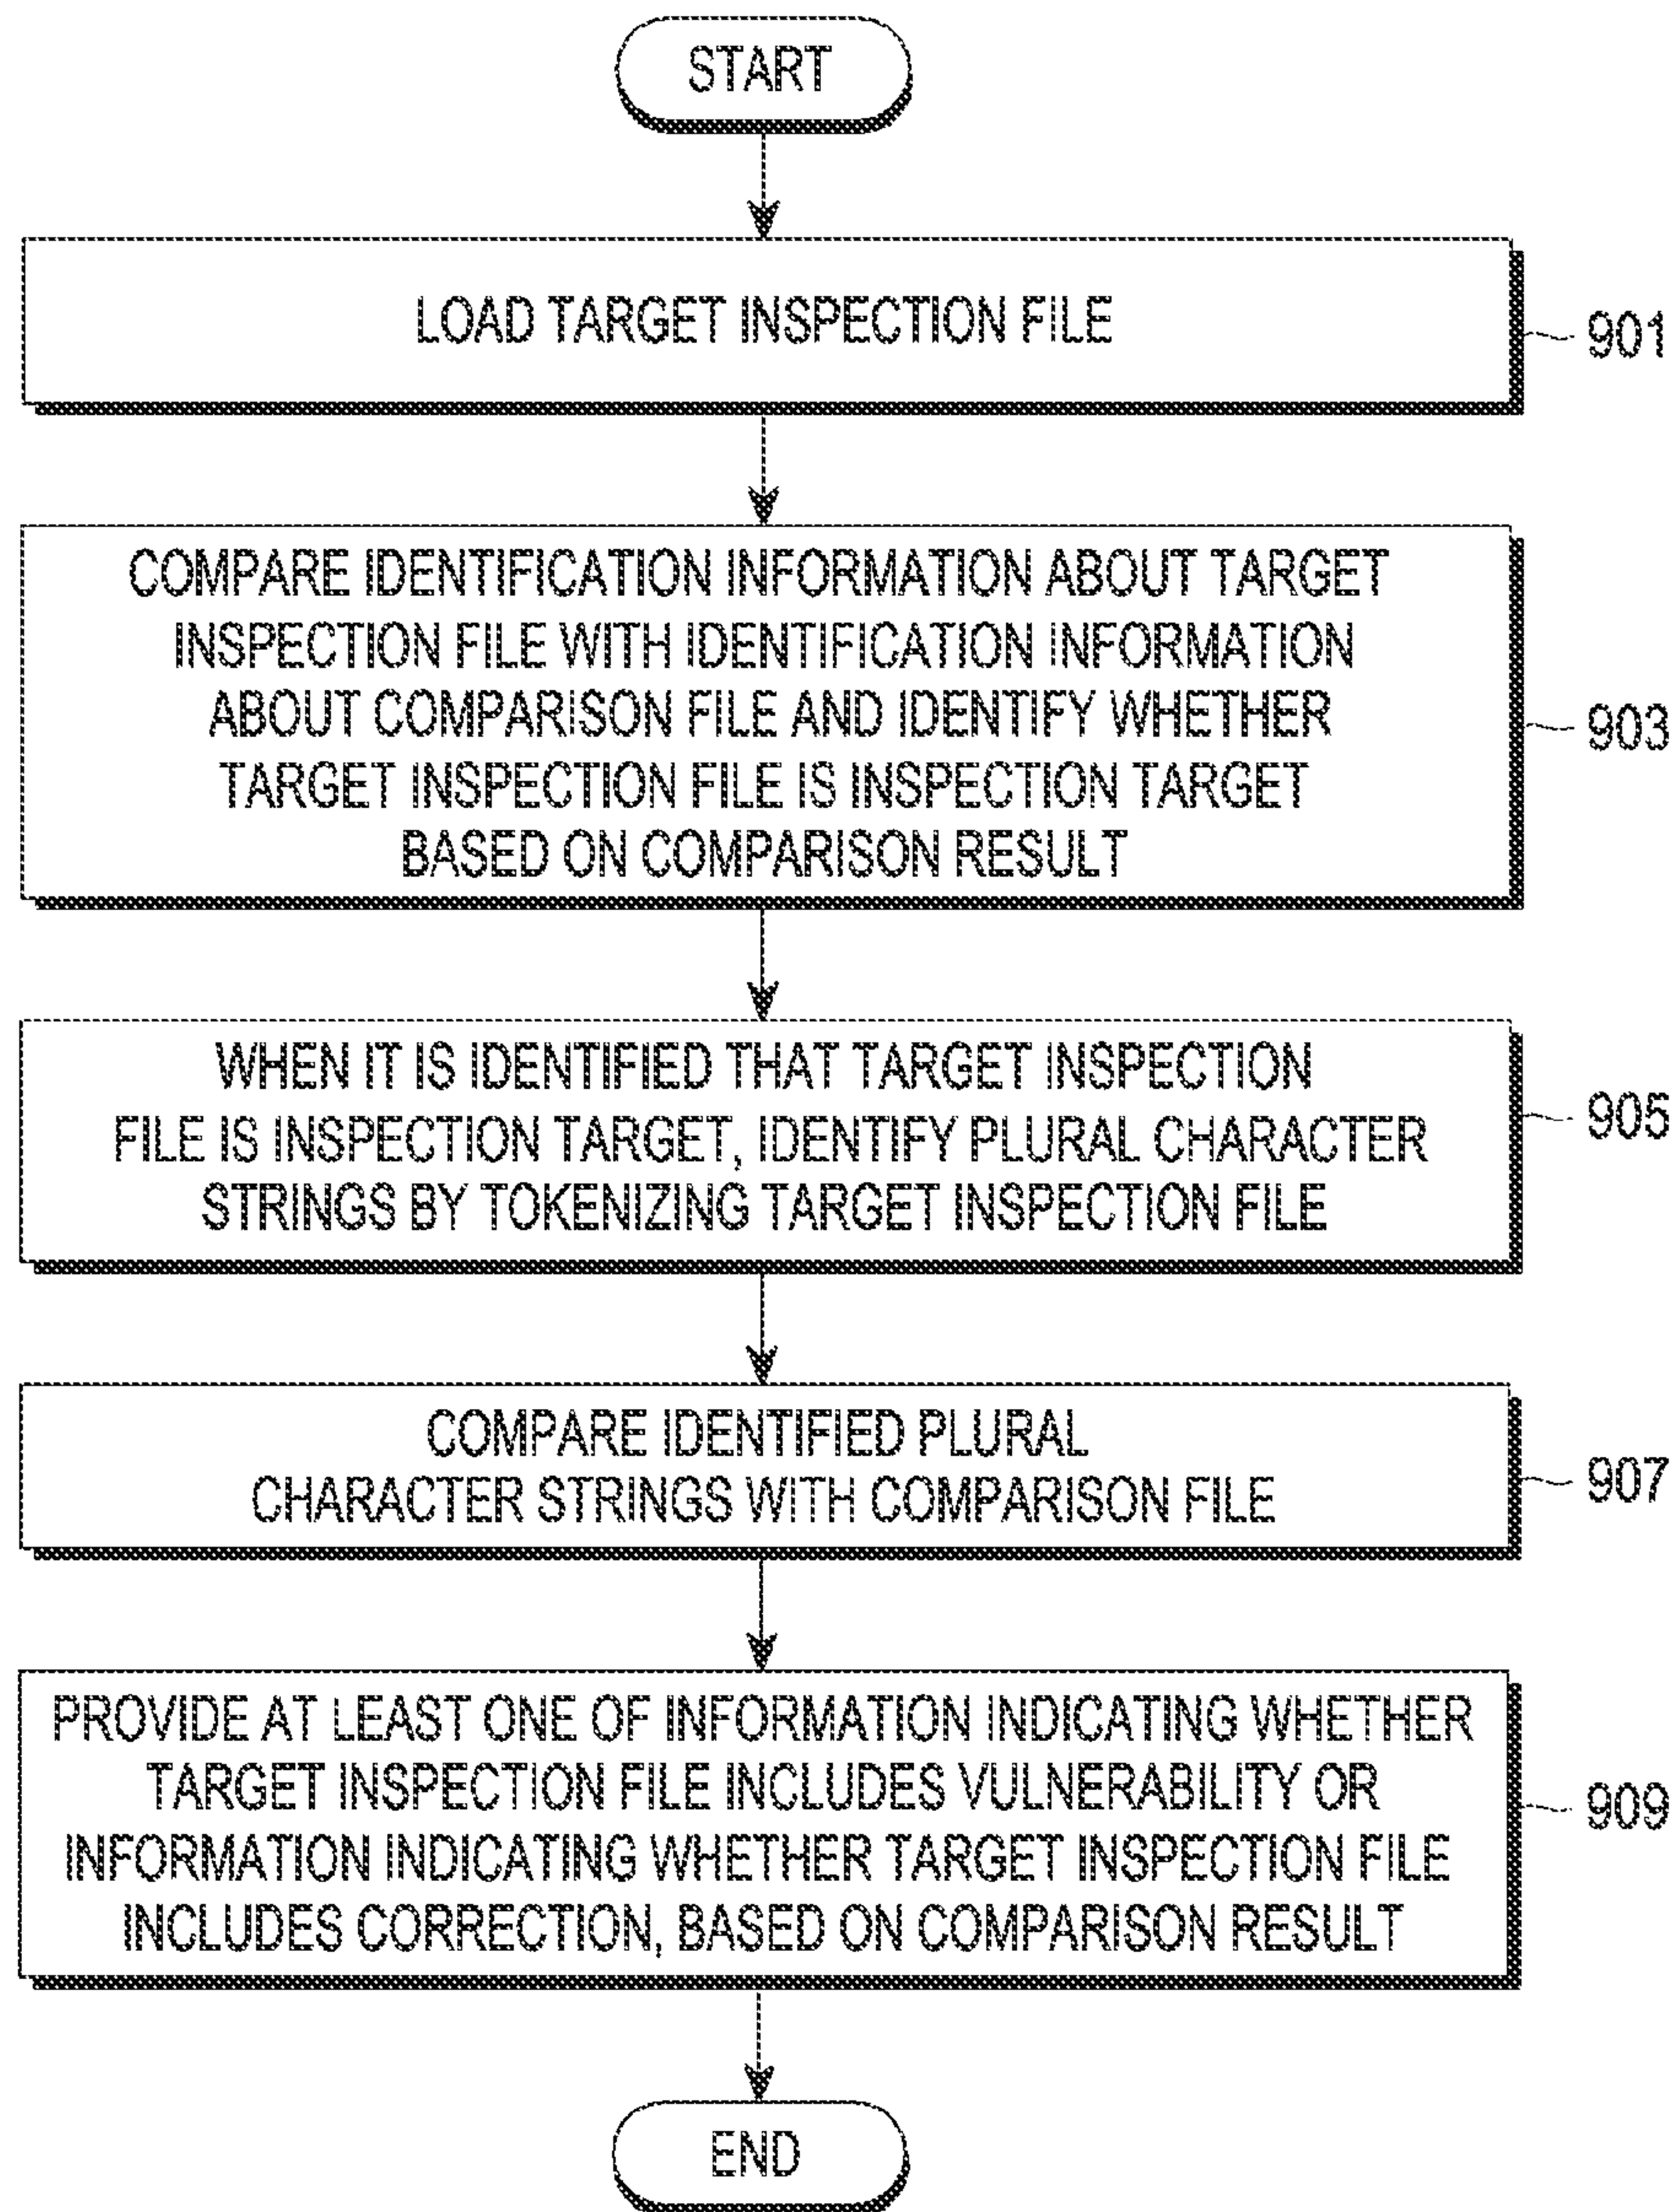 START
LOAD TARGET INSPECTION FILE
901
COMPARE IDENTIFICATION INFORMATION ABOUT TARGET
INSPECTION FILE WITH IDENTIFICATION INFORMATION
ABOUT COMPARISON FILE AND IDENTIFY WHETHER
TARGET INSPECTION FILE IS INSPECTION TARGET
BASED ON COMPARISON RESULT
903
WHEN IT IS IDENTIFIED THAT TARGET INSPECTION
FILE IS INSPECTION TARGET, IDENTIFY PLURAL CHARACTER
STRINGS BY TOKENIZING TARGET INSPECTION FILE
905
COMPARE IDENTIFIED PLURAL
CHARACTER STRINGS WITH COMPARISON FILE
907
PROVIDE AT LEAST ONE OF INFORMATION INDICATING WHETHER
TARGET INSPECTION FILE INCLUDES VULNERABILITY OR
INFORMATION INDICATING WHETHER TARGET INSPECTION FILE
INCLUDES CORRECTION, BASED ON COMPARISON RESULT
909
END